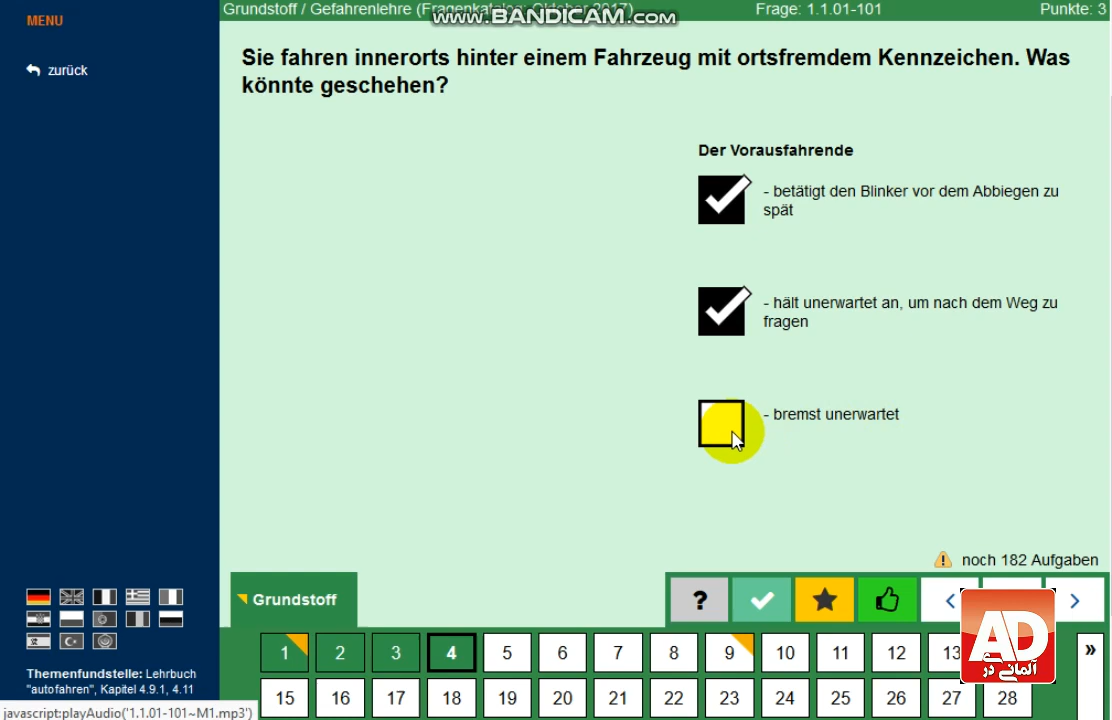 MENU
zurück
Grundstoff / Gefahrenlehre (Fragenkatalog: Oktober 2017)
www.BANDICAM.com
Frage: 1.1.01-101
Punkte: 3
Sie fahren innerorts hinter einem Fahrzeug mit ortsfremdem Kennzeichen. Was
könnte geschehen?
Der Vorausfahrende
- betätigt den Blinker vor dem Abbiegen zu
spät
- hält unerwartet an, um nach dem Weg zu
fragen
- bremst unerwartet
noch 182 Aufgaben
Grundstoff
?
< >
1 2 3 4 5 6 7 8 9 10 11 12 13 »
15 16 17 18 19 20 21 22 23 24 25 26 27 28
AD
آلمانی در
Themenfundstelle: Lehrbuch
"autofahren", Kapitel 4.9.1, 4.11
javascript:playAudio('1.1.01-101~M1.mp3')